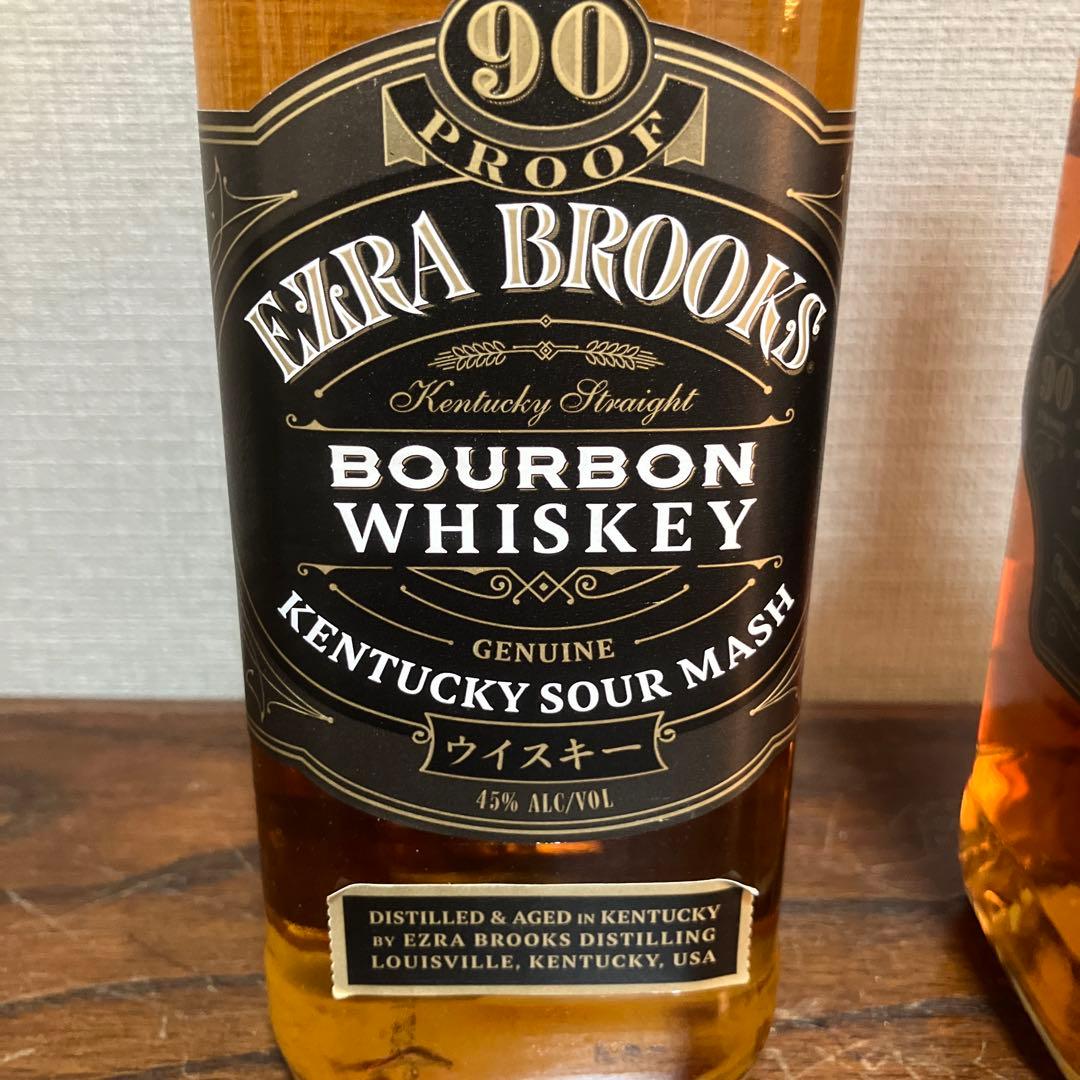 90
PROOF
EZRA BROOKS
Kentucky Straight
BOURBON
WHISKEY
GENUINE
KENTUCKY SOUR MASH
ウイスキー
45% ALC/VOL
DISTILLED & AGED IN KENTUCKY
BY EZRA BROOKS DISTILLING
LOUISVILLE, KENTUCKY, USA
90